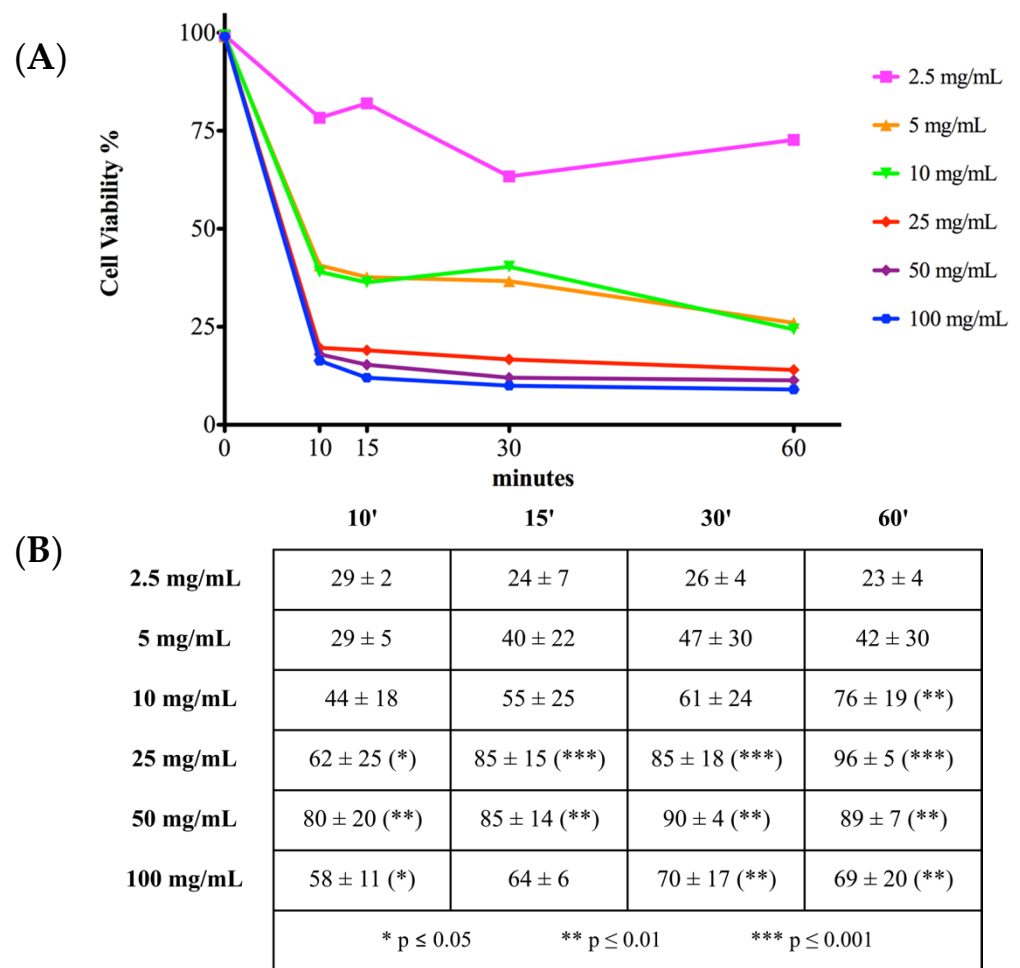 (A)
Cell Viability %
100
75
50
25
0
0 10 15 30 60
minutes
2.5 mg/mL
5 mg/mL
10 mg/mL
25 mg/mL
50 mg/mL
100 mg/mL
(B)
10' 15' 30' 60'
2.5 mg/mL 29 ± 2 24 ± 7 26 ± 4 23 ± 4
5 mg/mL 29 ± 5 40 ± 22 47 ± 30 42 ± 30
10 mg/mL 44 ± 18 55 ± 25 61 ± 24 76 ± 19 (**)
25 mg/mL 62 ± 25 (*) 85 ± 15 (***) 85 ± 18 (***) 96 ± 5 (***)
50 mg/mL 80 ± 20 (**) 85 ± 14 (**) 90 ± 4 (**) 89 ± 7 (**)
100 mg/mL 58 ± 11 (*) 64 ± 6 70 ± 17 (**) 69 ± 20 (**)
* p ≤ 0.05 ** p ≤ 0.01 *** p ≤ 0.001